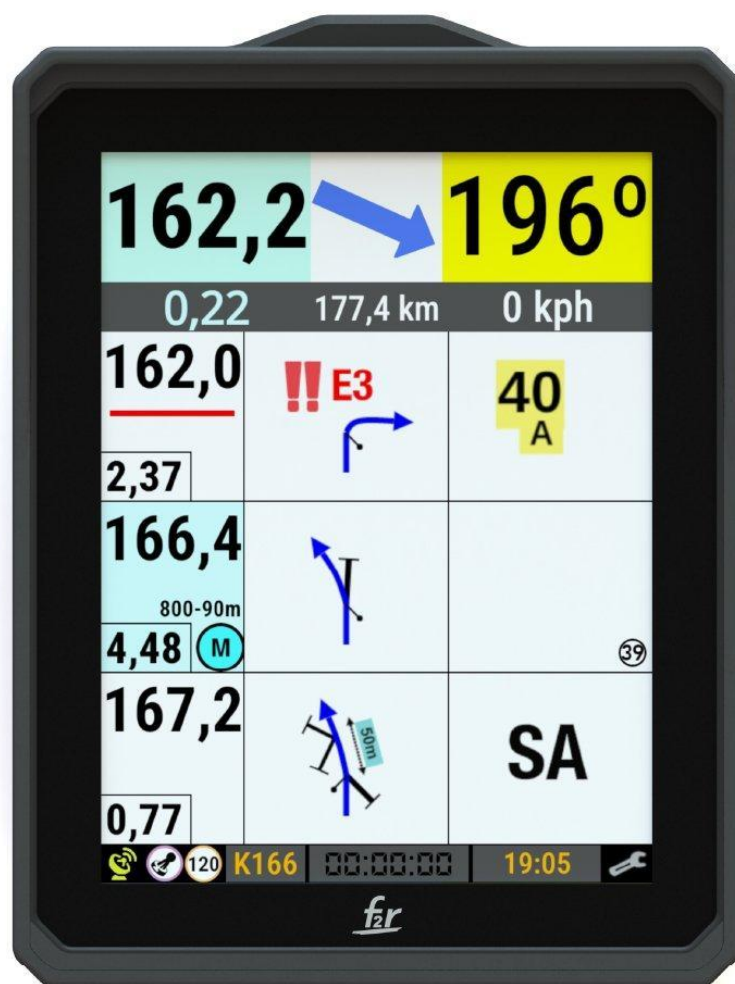 162,2
196º
0,22 177,4 km 0 kph
162,0
!! E3
40
A
2,37
166,4
800-90m
4,48 M
39
167,2
50m
SA
0,77
120 K166 00:00:00 19:05
f2r